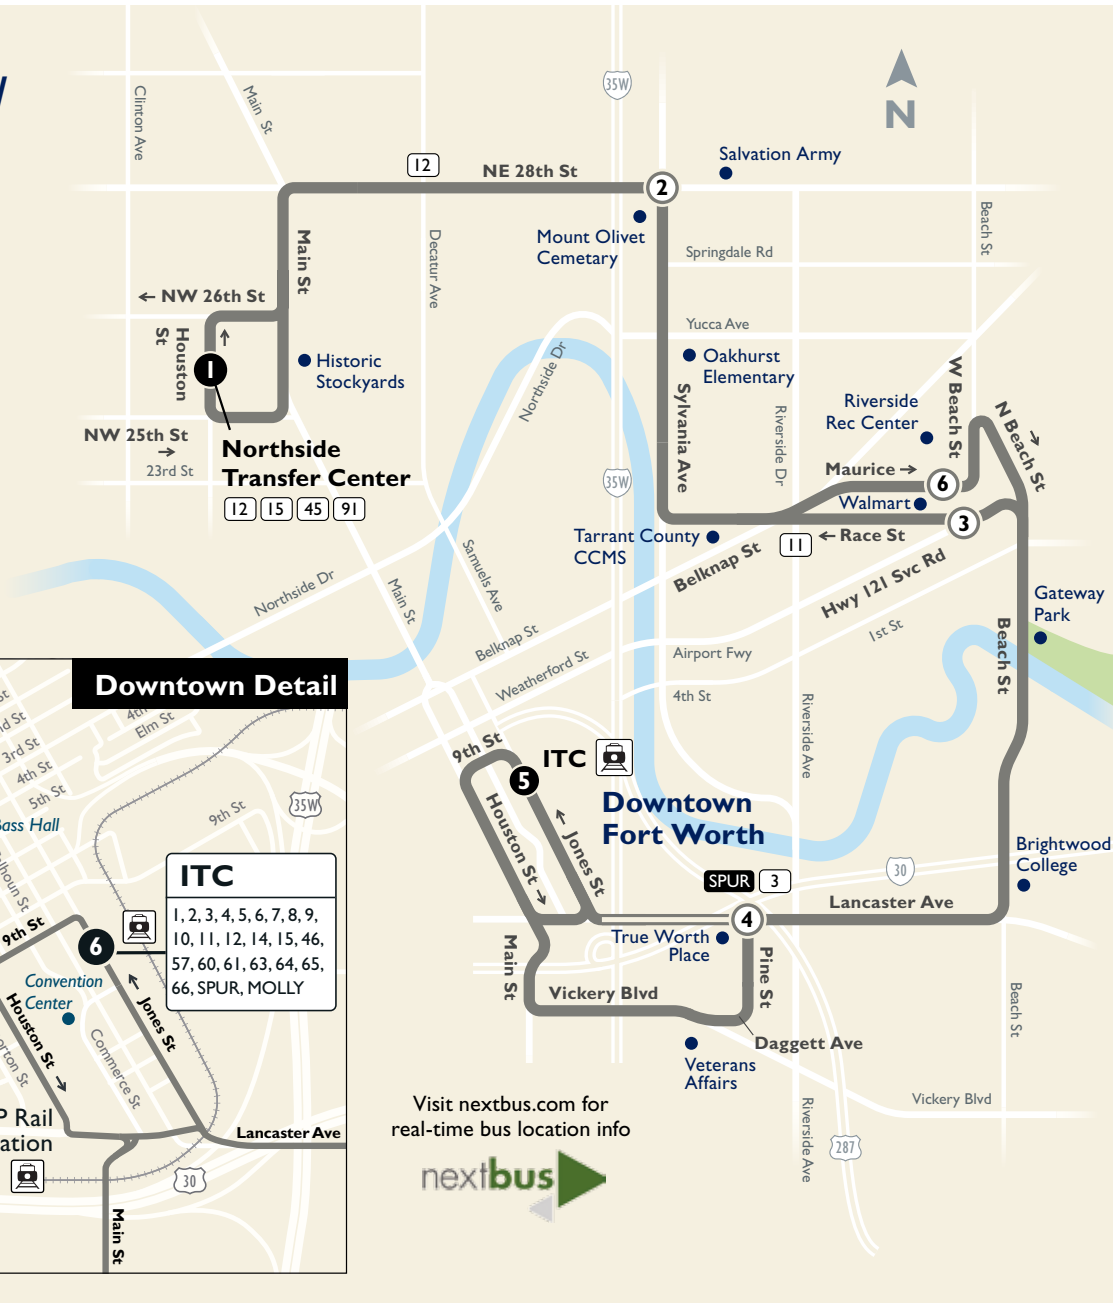 35W
N
Clinton Ave
Main St
Salvation Army
12
NE 28th St
2
Beach St
Mount Olivet
Cemetary
Decatur Ave
Main St
Springdale Rd
← NW 26th St
Houston
St
Yucca Ave
1
Historic
Stockyards
Northside Dr
Oakhurst
Elementary
Sylvania Ave
W Beach St
Riverside
Rec Center
N Beach St →
Riverside Dr
NW 25th St
→
23rd St
Northside
Transfer Center
12 15 45 91
35W
Maurice →
6
Walmart
3
Tarrant County
CCMS
11
← Race St
Belknap St
Hwy 121 Svc Rd
Samuels Ave
Northside Dr
Main St
Gateway
Park
Beach St
1st St
Belknap St
Weatherford St
Airport Fwy
4th St
Riverside Ave
9th St
5
ITC
Downtown
Fort Worth
Houston St →
← Jones St
SPUR 3
30
Brightwood
College
Lancaster Ave
4
True Worth
Place
Main St
Pine St
Vickery Blvd
Daggett Ave
Veterans
Affairs
Beach St
Vickery Blvd
Riverside Ave
287
Visit nextbus.com for
real-time bus location info
nextbus
Downtown Detail
4th
Elm St
3rd St
4th St
5th St
9th St
35W
Bass Hall
ITC
1, 2, 3, 4, 5, 6, 7, 8, 9,
10, 11, 12, 14, 15, 46,
57, 60, 61, 63, 64, 65,
66, SPUR, MOLLY
9th St
6
Convention
Center
Houston St →
← Jones St
Commerce St
P Rail
ation
Lancaster Ave
30
Main St